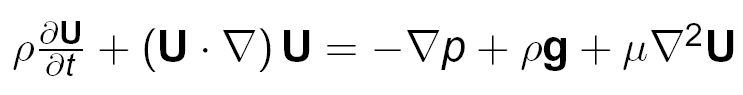 ρ∂𝐔/∂t + (𝐔 · ∇) 𝐔 = −∇p + ρ𝐠 + μ∇²𝐔